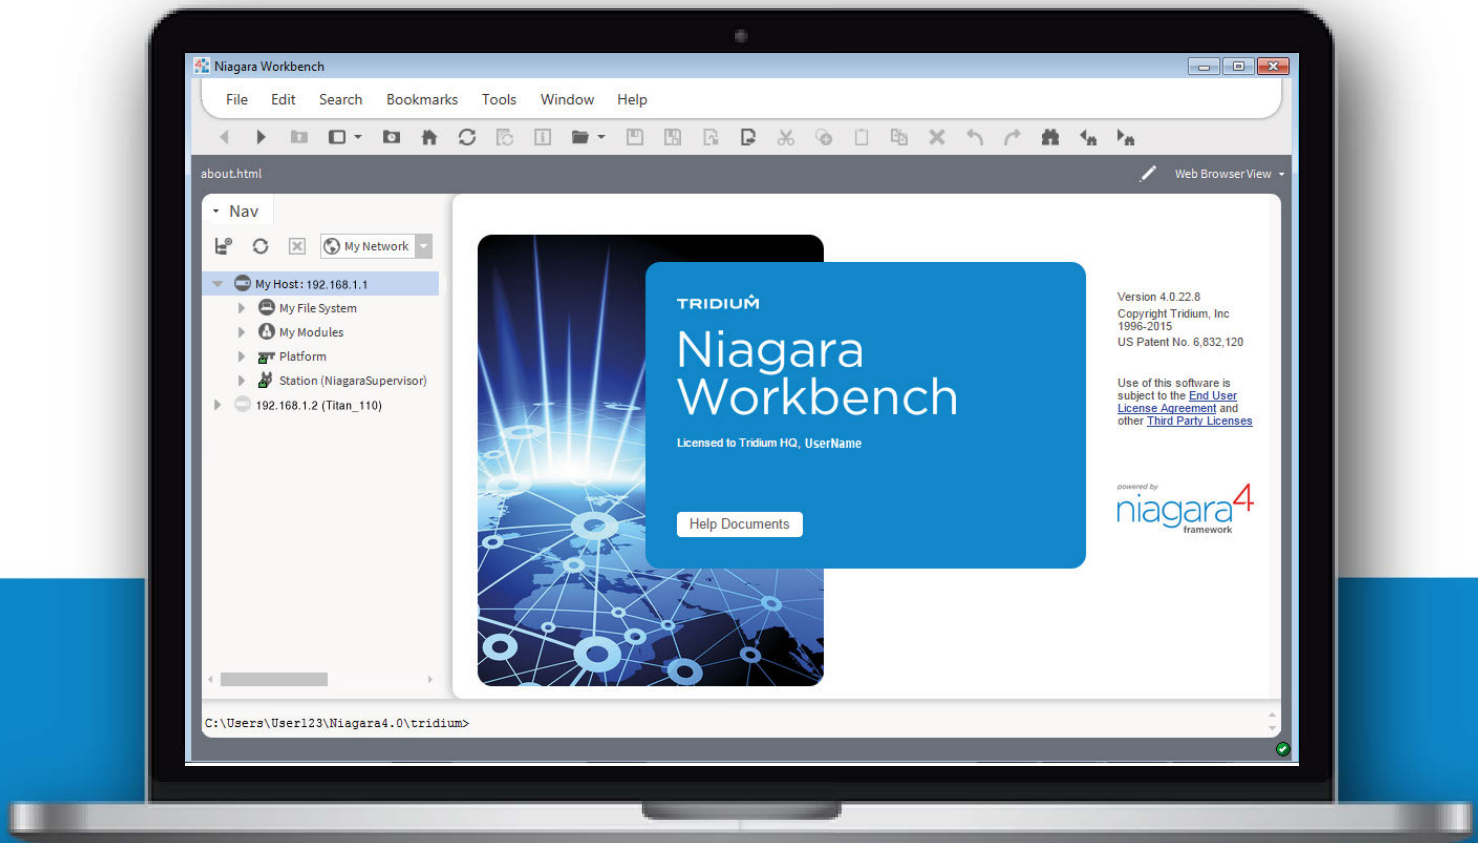 Niagara Workbench
File Edit Search Bookmarks Tools Window Help
about.html
Web Browser View
Nav
My Network
My Host : 192.168.1.1
My File System
My Modules
Platform
Station (NiagaraSupervisor)
192.168.1.2 (Titan_110)
TRIDIUM
Niagara
Workbench
Licensed to Tridium HQ, UserName
Help Documents
Version 4.0.22.8
Copyright Tridium, Inc
1996-2015
US Patent No. 6,832,120
Use of this software is
subject to the End User
License Agreement and
other Third Party Licenses
powered by
niagara4
framework
C:\Users\User123\Niagara4.0\tridium>